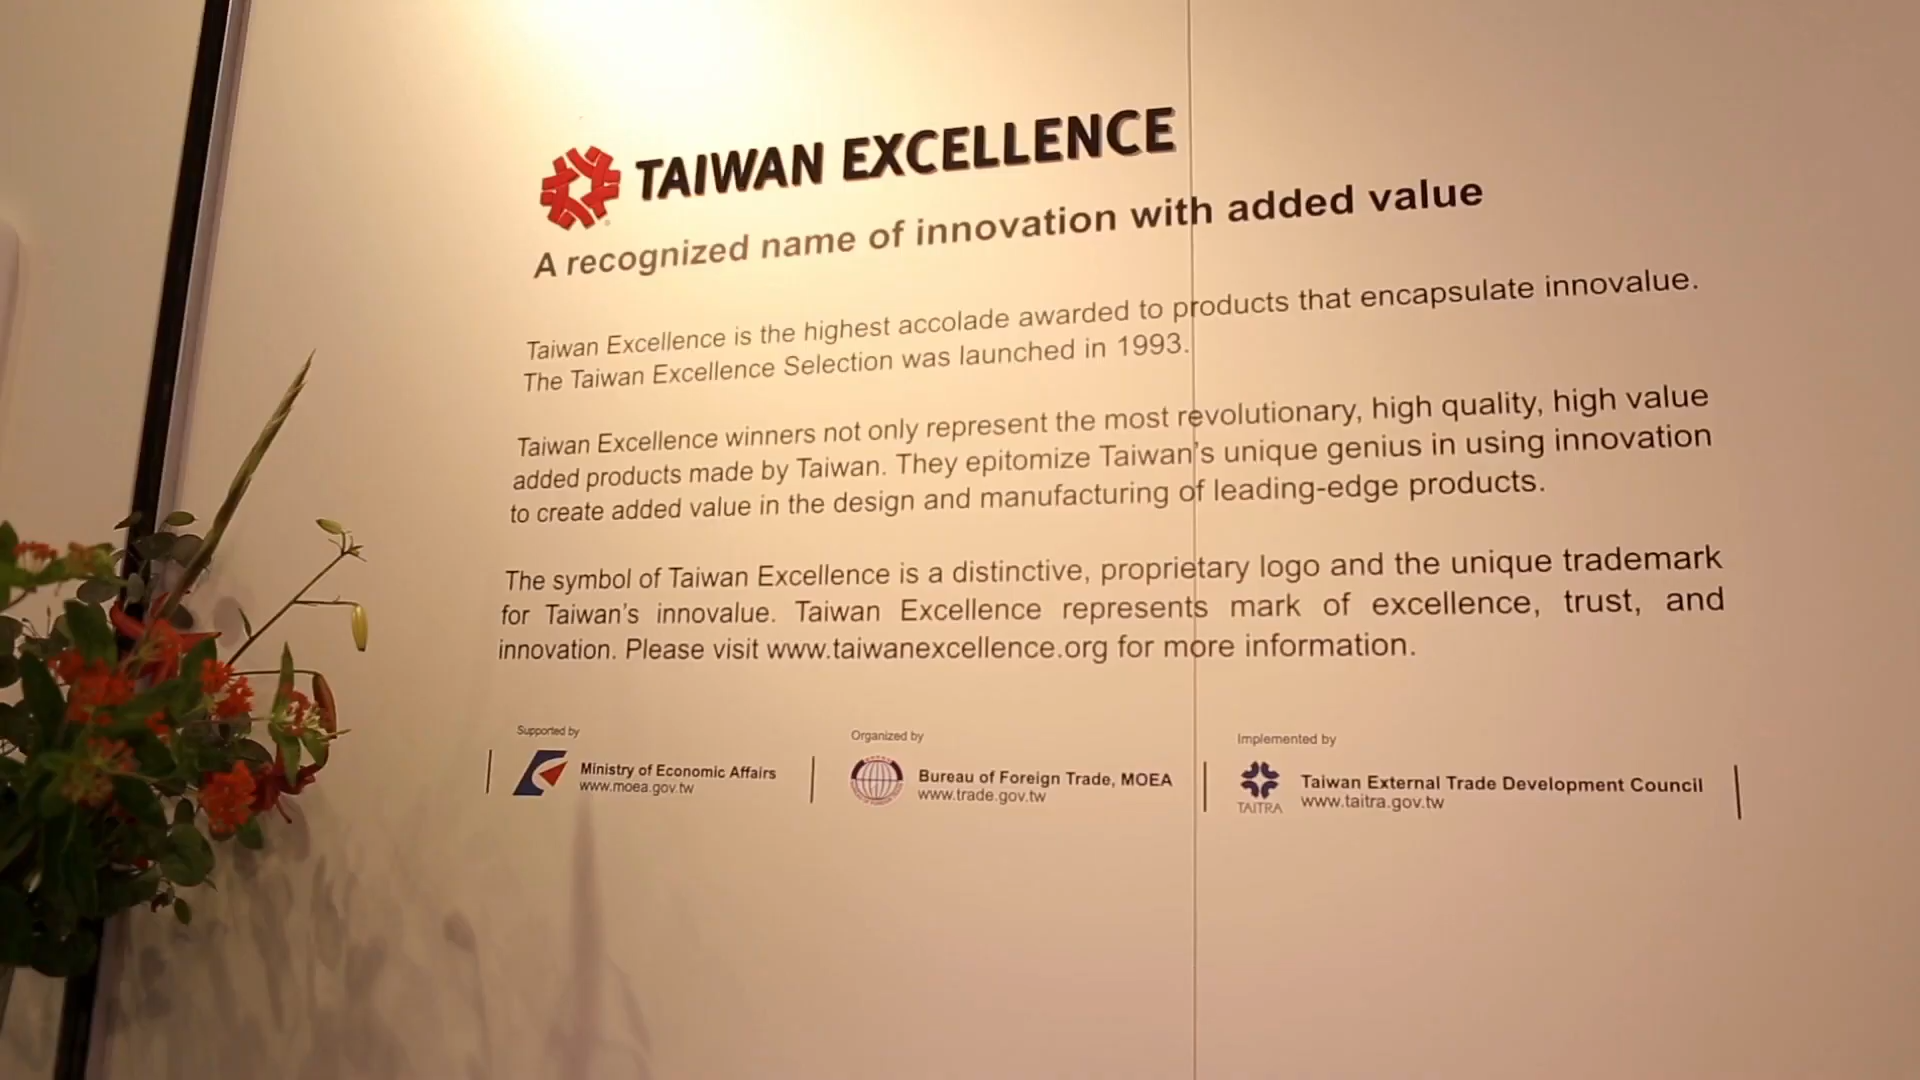 TAIWAN EXCELLENCE
A recognized name of innovation with added value
Taiwan Excellence is the highest accolade awarded to products that encapsulate innovalue.
The Taiwan Excellence Selection was launched in 1993.
Taiwan Excellence winners not only represent the most revolutionary, high quality, high value
added products made by Taiwan. They epitomize Taiwan's unique genius in using innovation
to create added value in the design and manufacturing of leading-edge products.
The symbol of Taiwan Excellence is a distinctive, proprietary logo and the unique trademark
for Taiwan's innovalue. Taiwan Excellence represents mark of excellence, trust, and
innovation. Please visit www.taiwanexcellence.org for more information.
Supported by
Ministry of Economic Affairs
www.moea.gov.tw
Organized by
Bureau of Foreign Trade, MOEA
www.trade.gov.tw
Implemented by
TAITRA
Taiwan External Trade Development Council
www.taitra.gov.tw